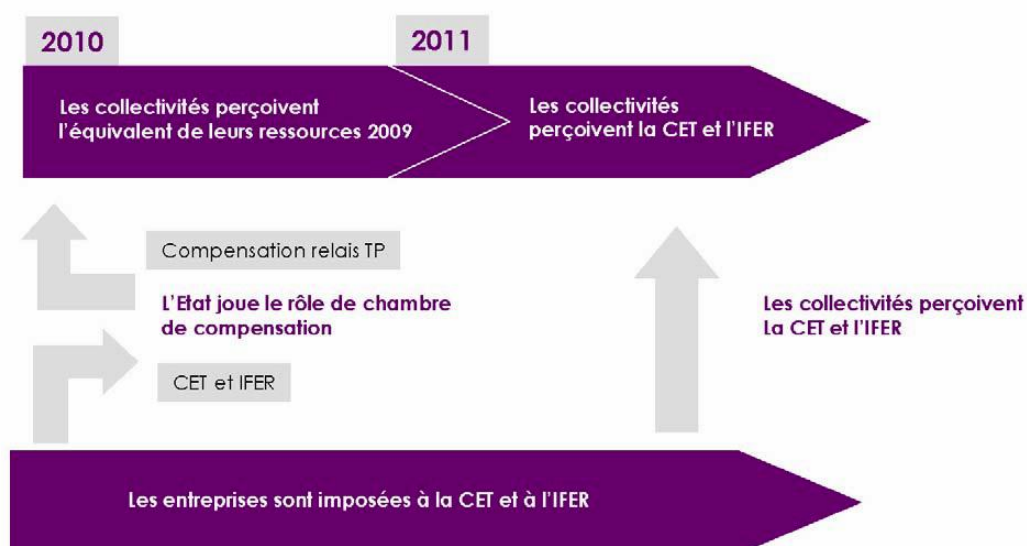 2010
2011
Les collectivités perçoivent
l'équivalent de leurs ressources 2009
Les collectivités
perçoivent la CET et l'IFER
Compensation relais TP
L'Etat joue le rôle de chambre
de compensation
CET et IFER
Les collectivités perçoivent
La CET et l'IFER
Les entreprises sont imposées à la CET et à l'IFER